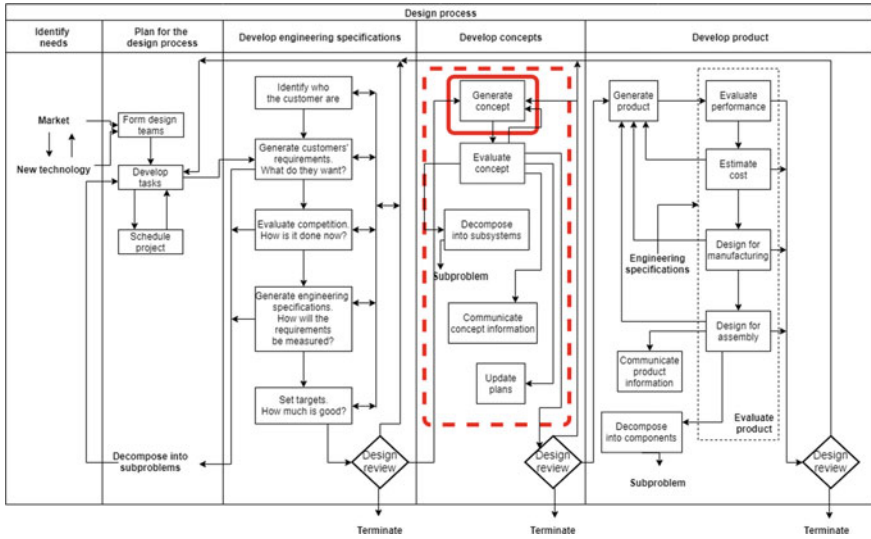 Design process
Identify
needs
Plan for the
design process
Develop engineering specifications
Develop concepts
Develop product
Market
New technology
Form design
teams
Develop
tasks
Schedule
project
Decompose into
subproblems
Identify who
the customer are
Generate customers'
requirements.
What do they want?
Evaluate competition.
How is it done now?
Generate engineering
specifications.
How will the
requirements
be measured?
Set targets.
How much is good?
Design
review
Terminate
Generate
concept
Evaluate
concept
Decompose
into subsystems
Subproblem
Communicate
concept information
Update
plans
Design
review
Terminate
Generate
product
Evaluate
performance
Estimate
cost
Engineering
specifications
Design for
manufacturing
Design for
assembly
Communicate
product
information
Evaluate
product
Decompose
into components
Subproblem
Design
review
Terminate